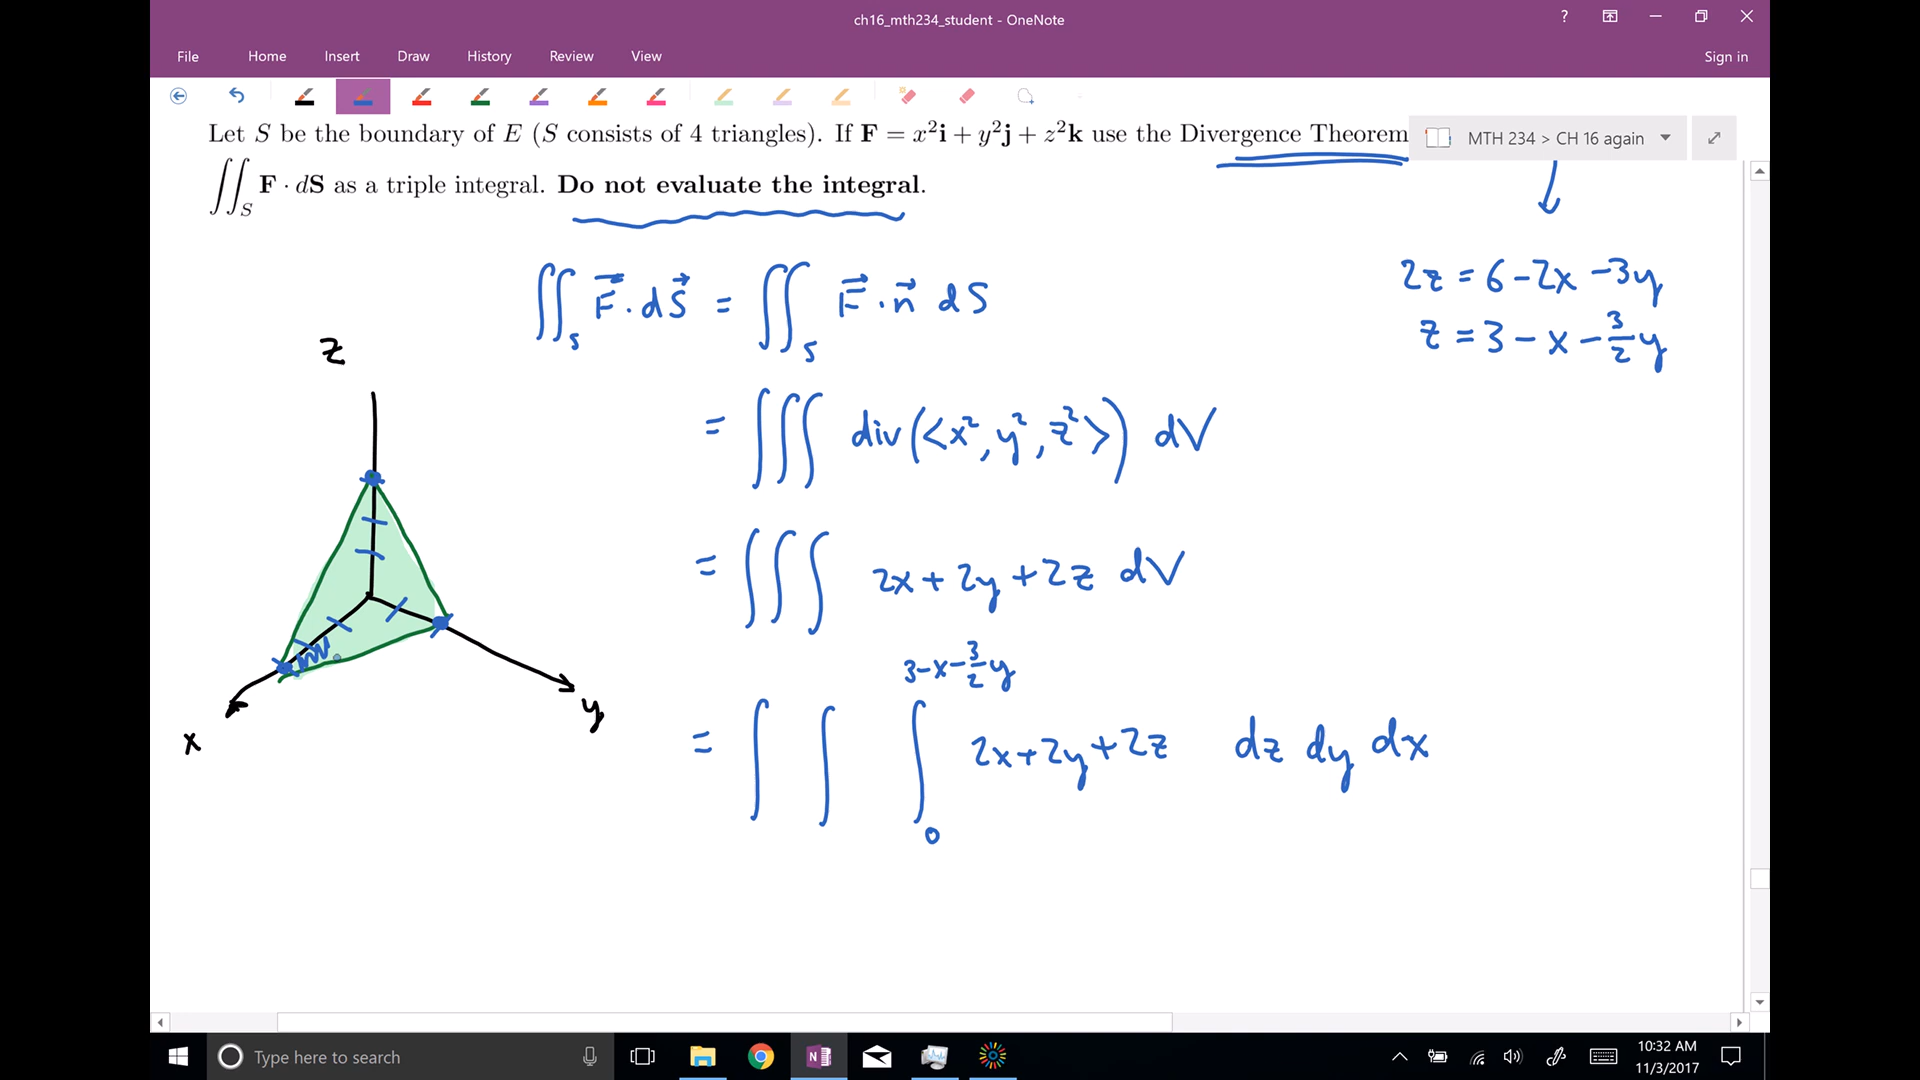 ch16_mth234_student - OneNote
?
File Home Insert Draw History Review View Sign in
Let S be the boundary of E (S consists of 4 triangles). If F = x²i + y²j + z²k use the Divergence Theorem
MTH 234 > CH 16 again
∬_S F · dS as a triple integral. Do not evaluate the integral.
2z = 6 - 2x - 3y
z = 3 - x - 3/2 y
∬_S F⃗ · dS⃗ = ∬_S F⃗ · n⃗ dS
= ∭ div(<x², y², z²>) dV
= ∭ 2x + 2y + 2z dV
= ∫ ∫ ∫_0^{3-x-3/2 y} 2x + 2y + 2z dz dy dx
z
x
y
Type here to search
N
10:32 AM
11/3/2017